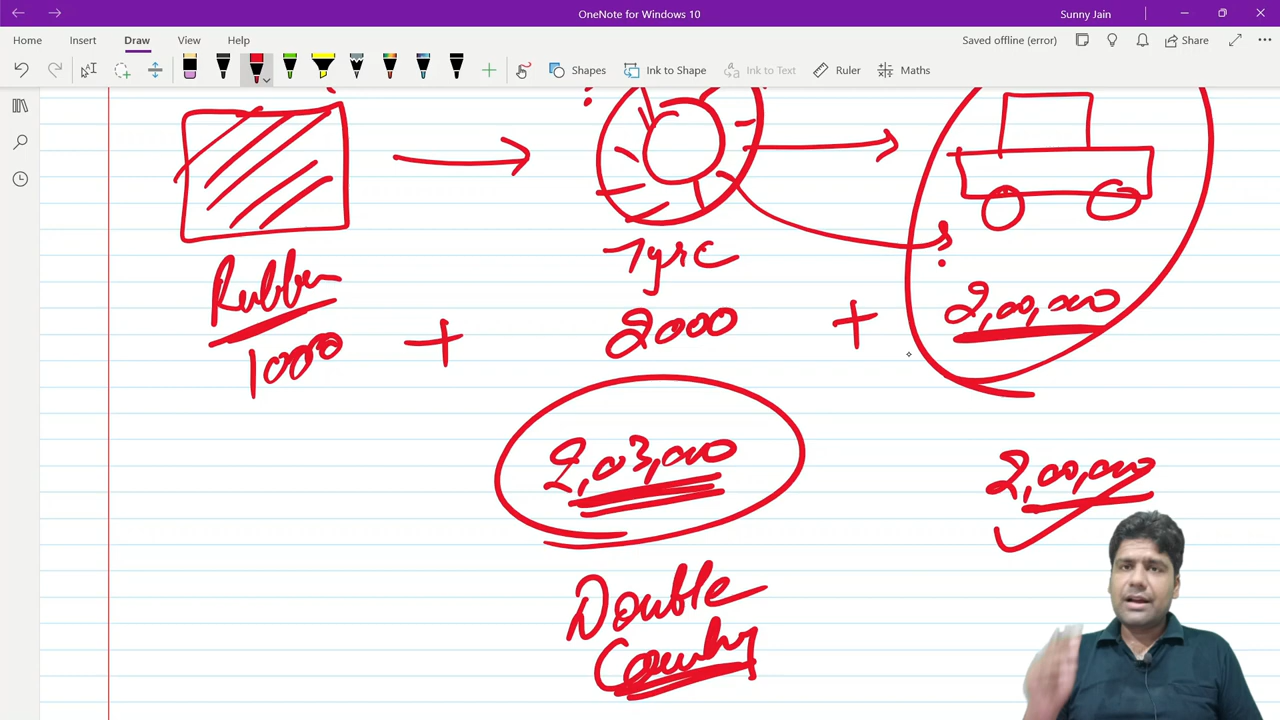 OneNote for Windows 10
Sunny Jain
Home Insert Draw View Help
Saved offline (error)
Share
Shapes
Ink to Shape
Ink to Text
Ruler
Maths
?
?
Rubber
1000
+
Tyre
2000
+
?
2,00,000
2,03,000
2,00,000
Double
Counting